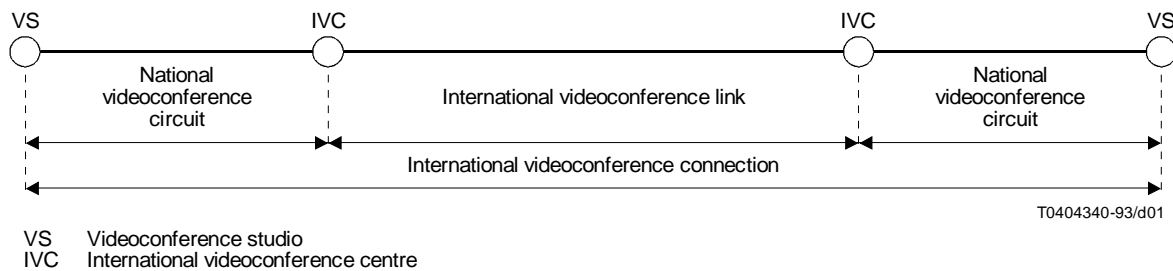 VS IVC IVC VS
National
videoconference
circuit
International videoconference link
National
videoconference
circuit
International videoconference connection
T0404340-93/d01
VS Videoconference studio
IVC International videoconference centre